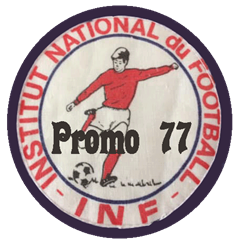 INSTITUT NATIONAL du FOOTBALL
Promo 77
- INF -